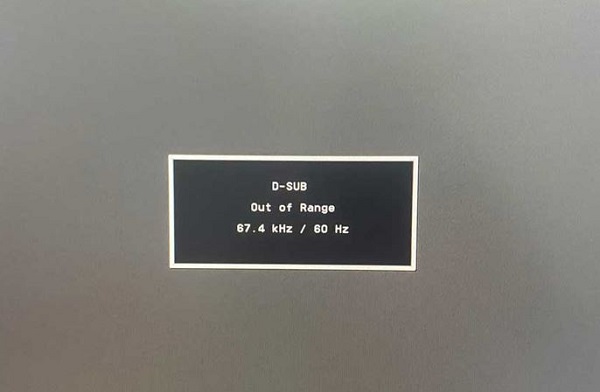 D-SUB
Out of Range
67.4 kHz / 60 Hz